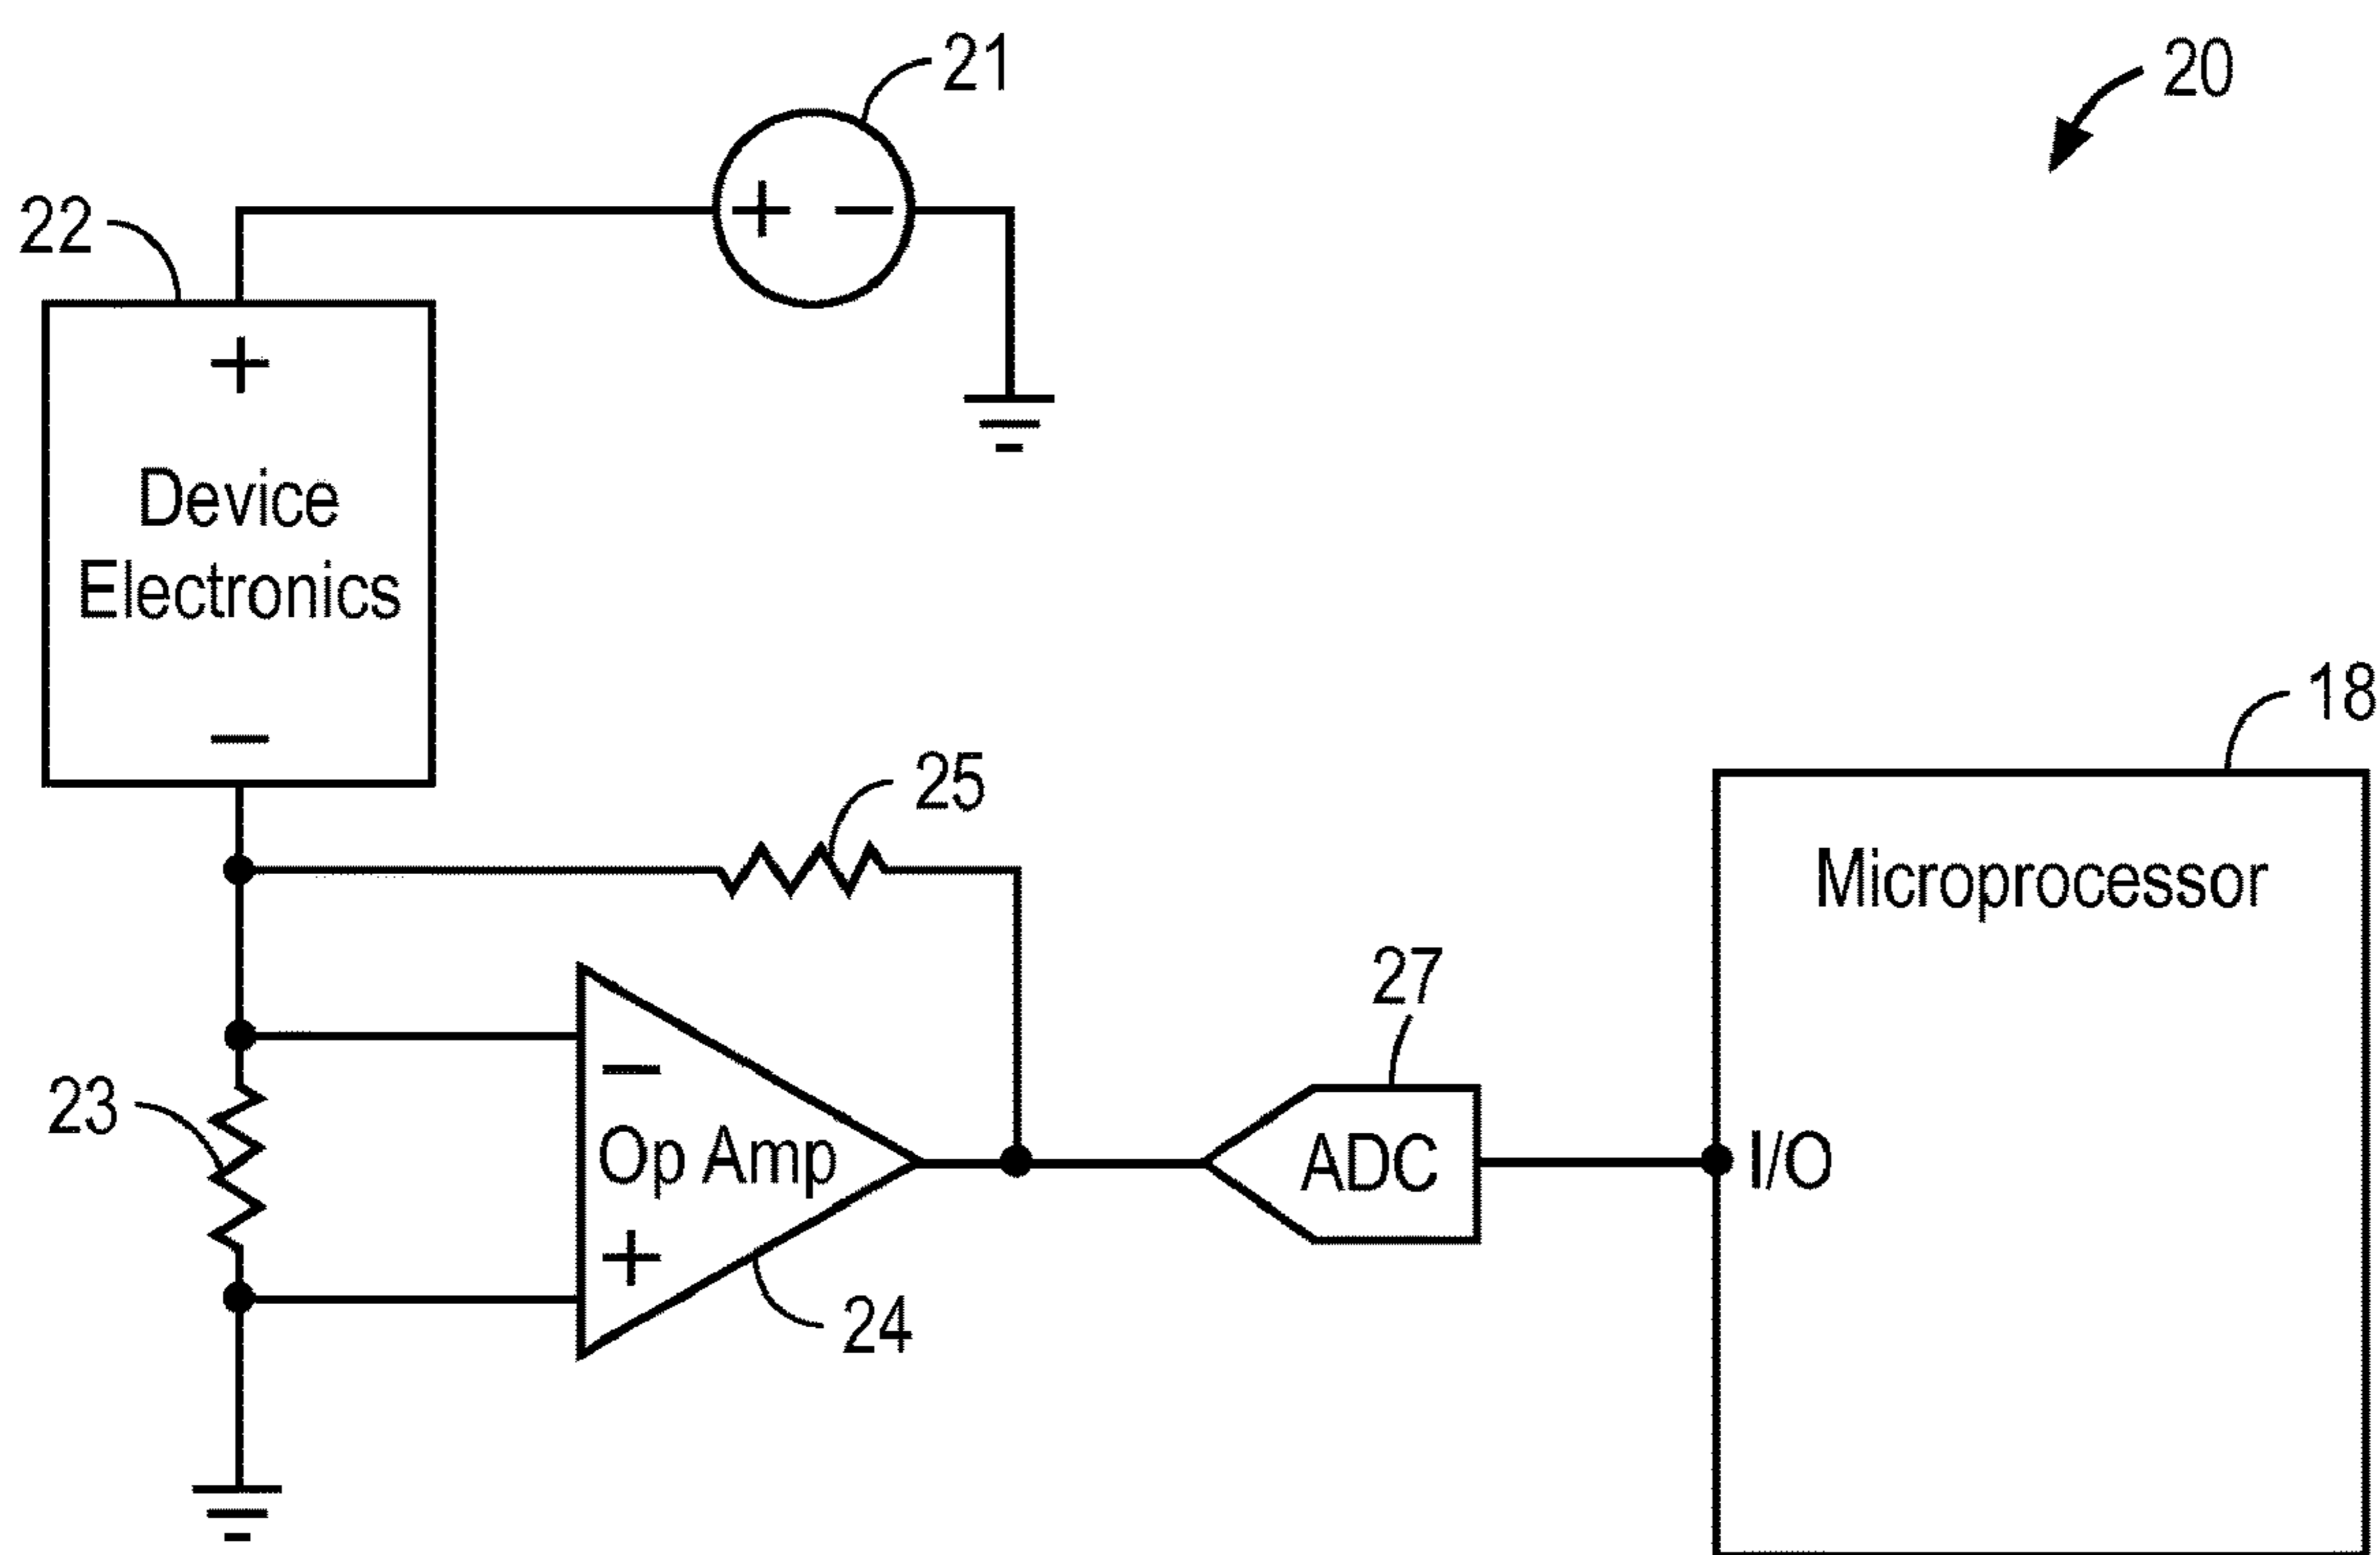 21
20
22
+ −
+
Device
Electronics
−
18
25
Microprocessor
27
23
−
Op Amp
ADC
I/O
+
24